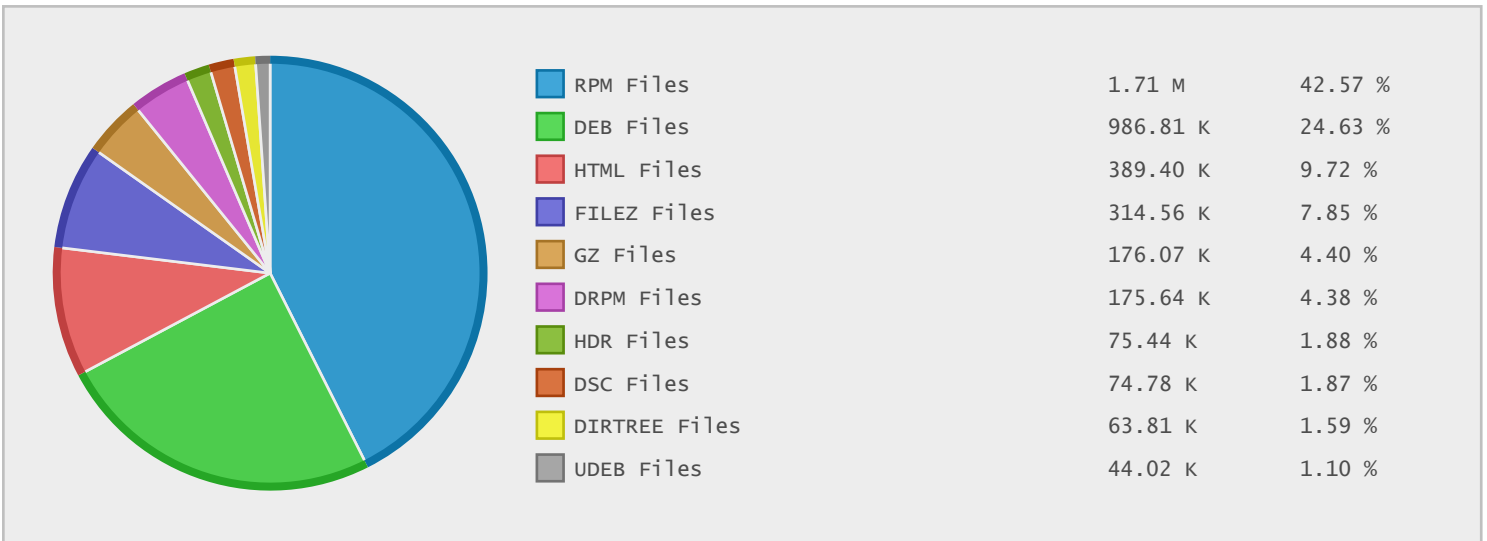 RPM Files 1.71 M 42.57 %
DEB Files 986.81 K 24.63 %
HTML Files 389.40 K 9.72 %
FILEZ Files 314.56 K 7.85 %
GZ Files 176.07 K 4.40 %
DRPM Files 175.64 K 4.38 %
HDR Files 75.44 K 1.88 %
DSC Files 74.78 K 1.87 %
DIRTREE Files 63.81 K 1.59 %
UDEB Files 44.02 K 1.10 %